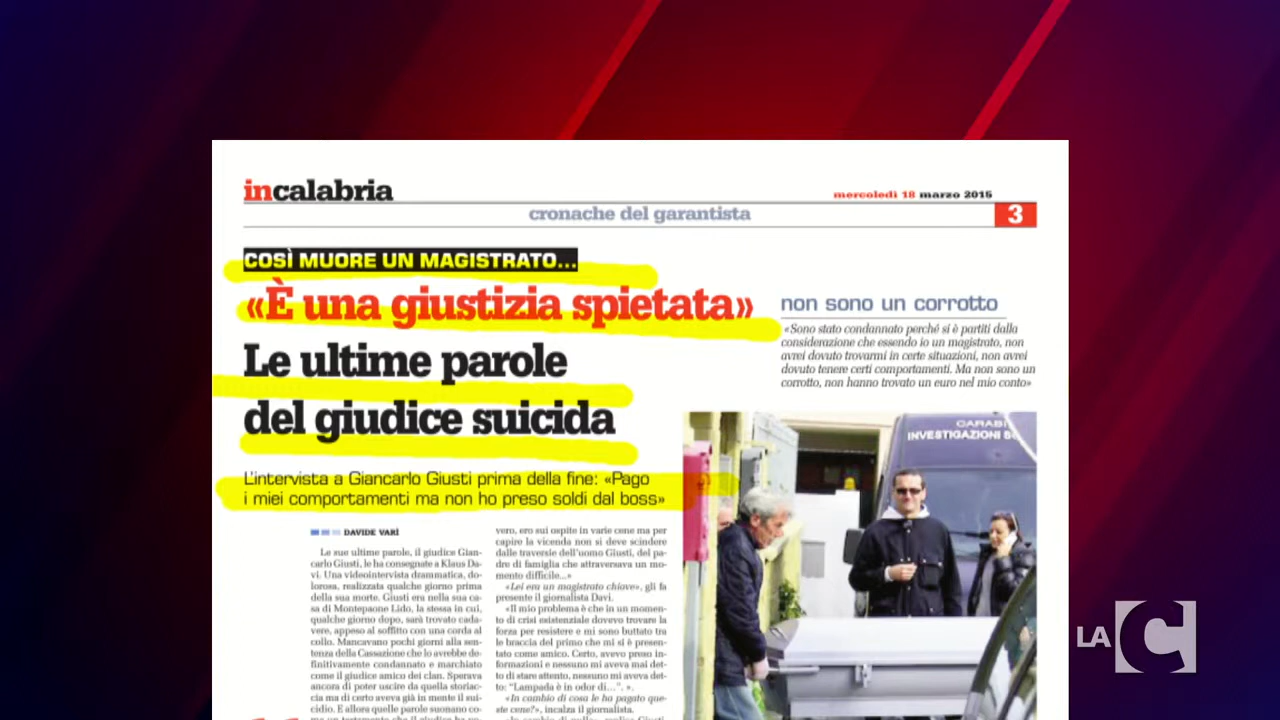 incalabria
mercoledì 18 marzo 2015
cronache del garantista
3
COSÌ MUORE UN MAGISTRATO...
«È una giustizia spietata»
Le ultime parole
del giudice suicida
L'intervista a Giancarlo Giusti prima della fine: «Pago
i miei comportamenti ma non ho preso soldi dal boss»
non sono un corrotto
«Sono stato condannato perché si è partiti dalla
considerazione che essendo io un magistrato, non
avrei dovuto trovarmi in certe situazioni, non avrei
dovuto tenere certi comportamenti. Ma non sono un
corrotto, non hanno trovato un euro nel mio conto»
DAVIDE VARÌ
Le sue ultime parole, il giudice Gian-
carlo Giusti, le ha consegnate a Klaus Da-
vi. Una videointervista drammatica, do-
lorosa, realizzata qualche giorno prima
della sua morte. Giusti era nella sua ca-
sa di Montepaone Lido, la stessa in cui,
qualche giorno dopo, sarà trovato cada-
vere, appeso al soffitto con una corda al
collo. Mancavano pochi giorni alla sen-
tenza della Cassazione che lo avrebbe de-
finitivamente condannato e marchiato
come il giudice amico dei clan. Sperava
ancora di poter uscire da quella storiac-
cia ma di certo aveva già in mente il sui-
cidio. E allora quelle parole suonano co-
me un testamento che il giudice ha
vero, ero sui ospite in varie cene ma per
capire la vicenda non si deve scindere
dalle traversie dell'uomo Giusti, del pa-
dre di famiglia che attraversava un mo-
mento difficile...»
«Lei era un magistrato chiave», gli fa
presente il giornalista Davi.
«Il mio problema è che in un momen-
to di crisi esistenziale dovevo trovare la
forza per resistere e mi sono buttato tra
le braccia del primo che mi si è presen-
tato come amico. Certo, avevo preso in-
formazioni e nessuno mi aveva mai det-
to di stare attento, nessuno mi aveva det-
to: "Lampada è in odor di...". ».
«In cambio di cosa le ha pagato que-
ste cene?», incalza il giornalista.
«In cambio di nulla», replica Giusti
CARABI
INVESTIGAZIONI S
LA C